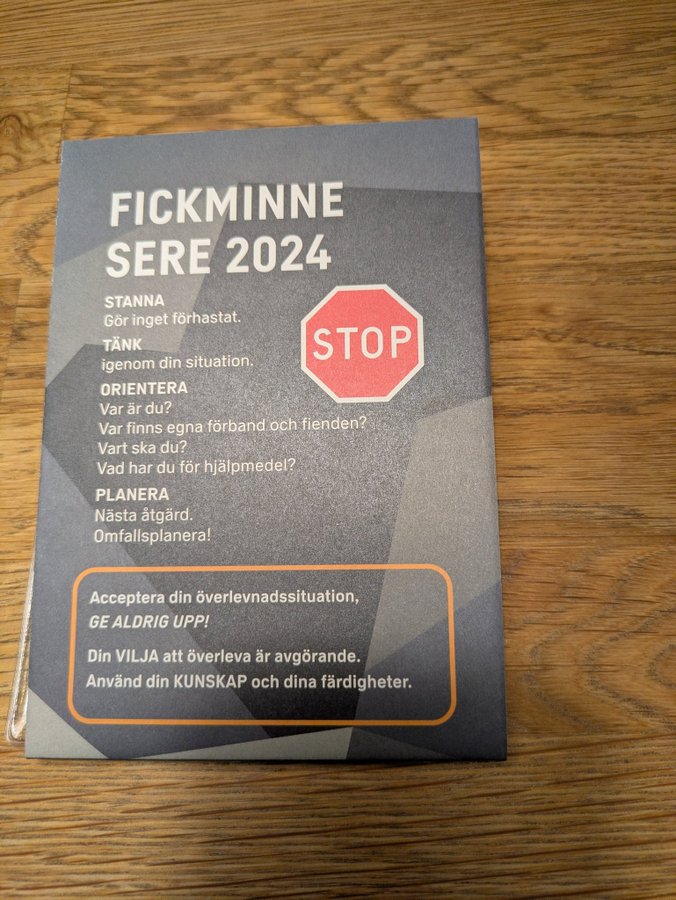 FICKMINNE
SERE 2024
STANNA
Gör inget förhastat.
TÄNK
igenom din situation.
STOP
ORIENTERA
Var är du?
Var finns egna förband och fienden?
Vart ska du?
Vad har du för hjälpmedel?
PLANERA
Nästa åtgärd.
Omfallsplanera!
Acceptera din överlevnadssituation,
GE ALDRIG UPP!
Din VILJA att överleva är avgörande.
Använd din KUNSKAP och dina färdigheter.